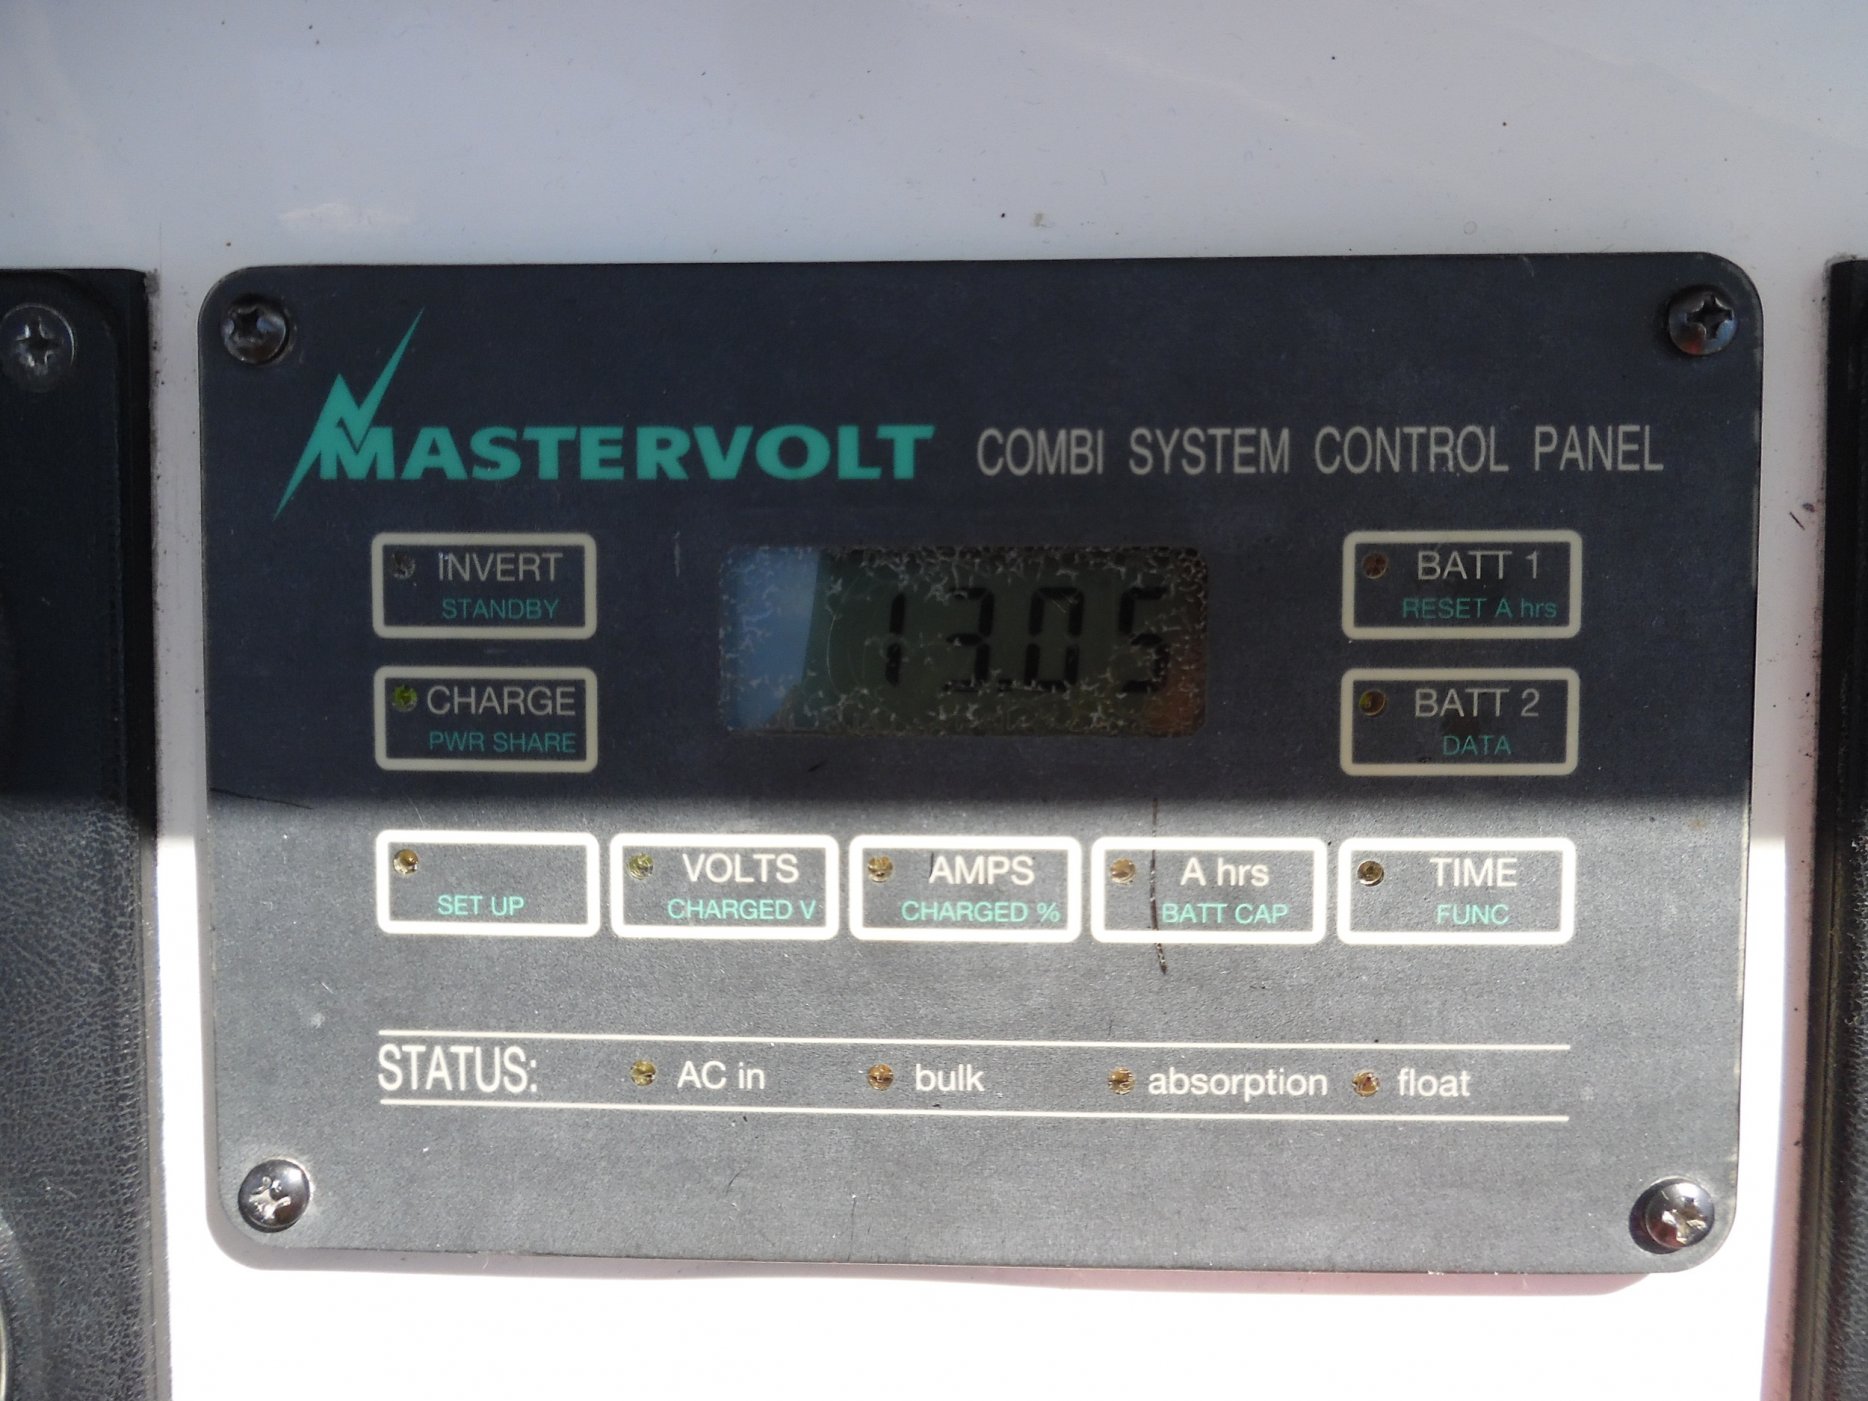 MASTERVOLT COMBI SYSTEM CONTROL PANEL
INVERT
STANDBY
13.05
BATT 1
RESET A hrs
CHARGE
PWR SHARE
BATT 2
DATA
SET UP
VOLTS
CHARGED V
AMPS
CHARGED %
A hrs
BATT CAP
TIME
FUNC
STATUS: AC in bulk absorption float